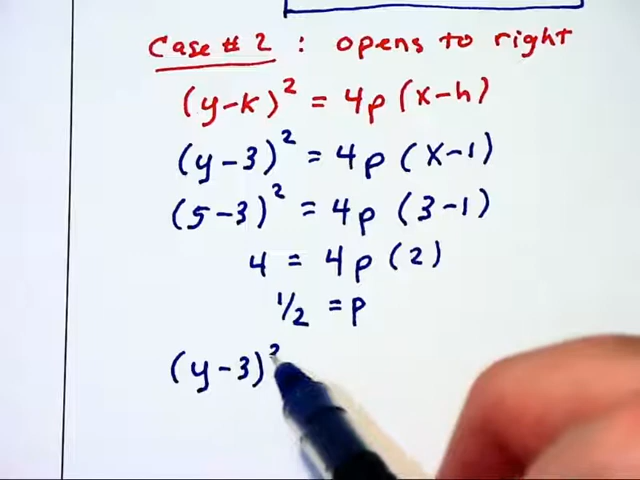 Case # 2 : opens to right
(y-k)² = 4p(x-h)
(y-3)² = 4p(x-1)
(5-3)² = 4p(3-1)
4 = 4p(2)
1/2 = p
(y-3)²